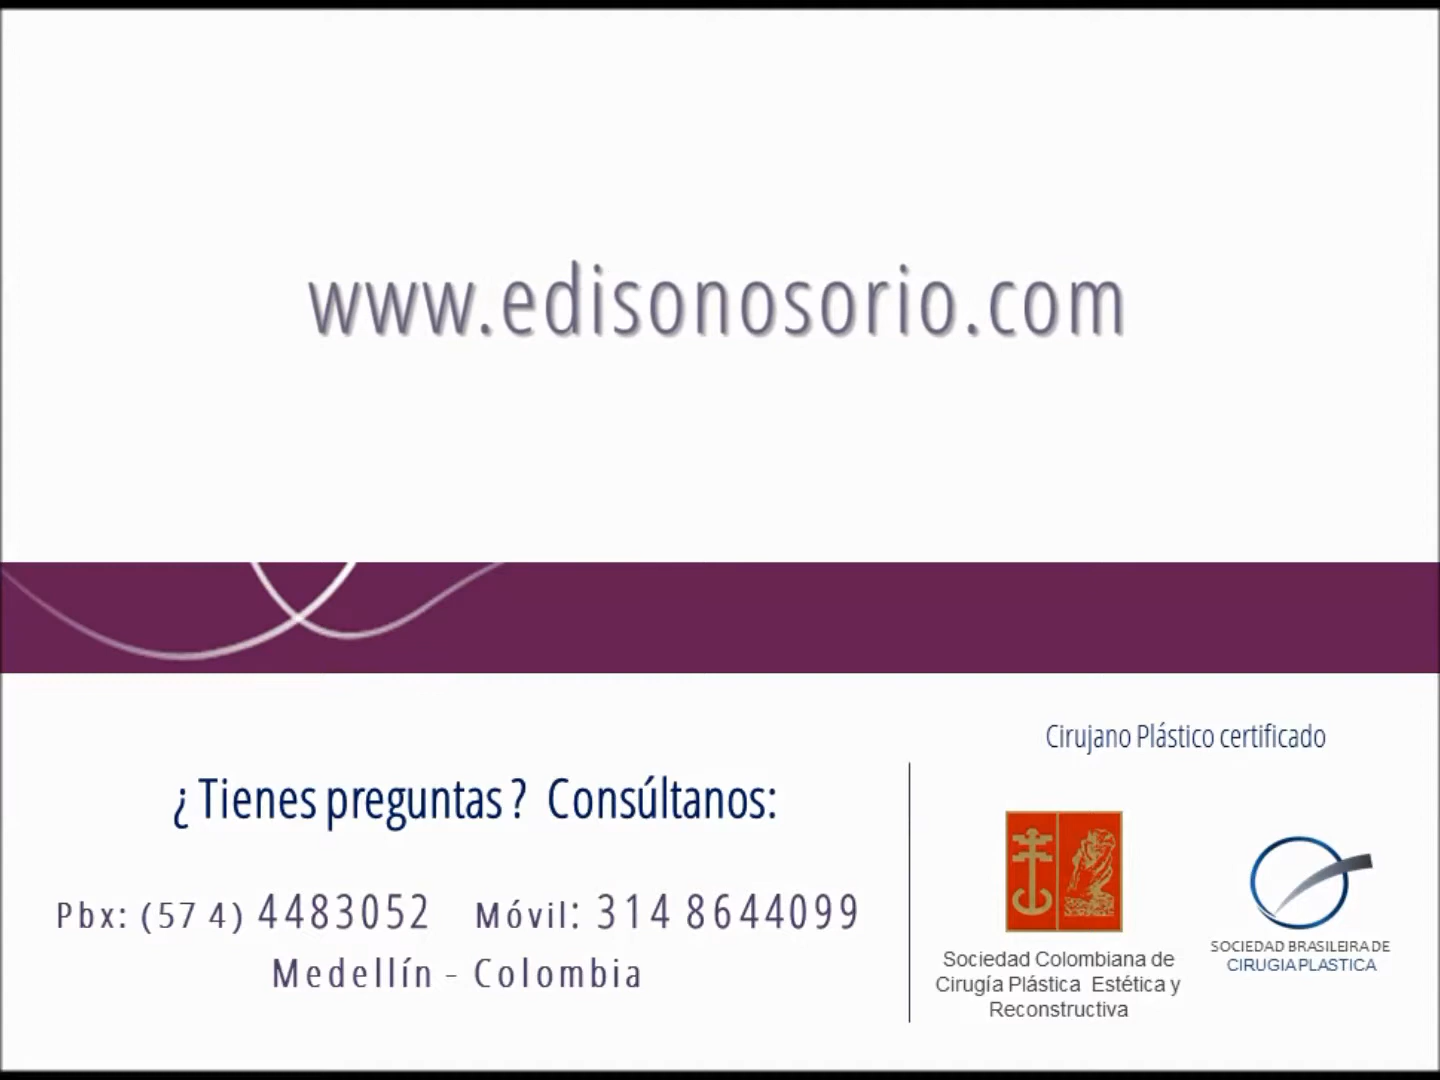 www.edisonosorio.com
¿ Tienes preguntas ? Consúltanos:
Pbx: (57 4) 4483052 Móvil: 314 8644099
Medellín - Colombia
Cirujano Plástico certificado
Sociedad Colombiana de
Cirugía Plástica Estética y
Reconstructiva
SOCIEDAD BRASILEIRA DE
CIRUGIA PLASTICA